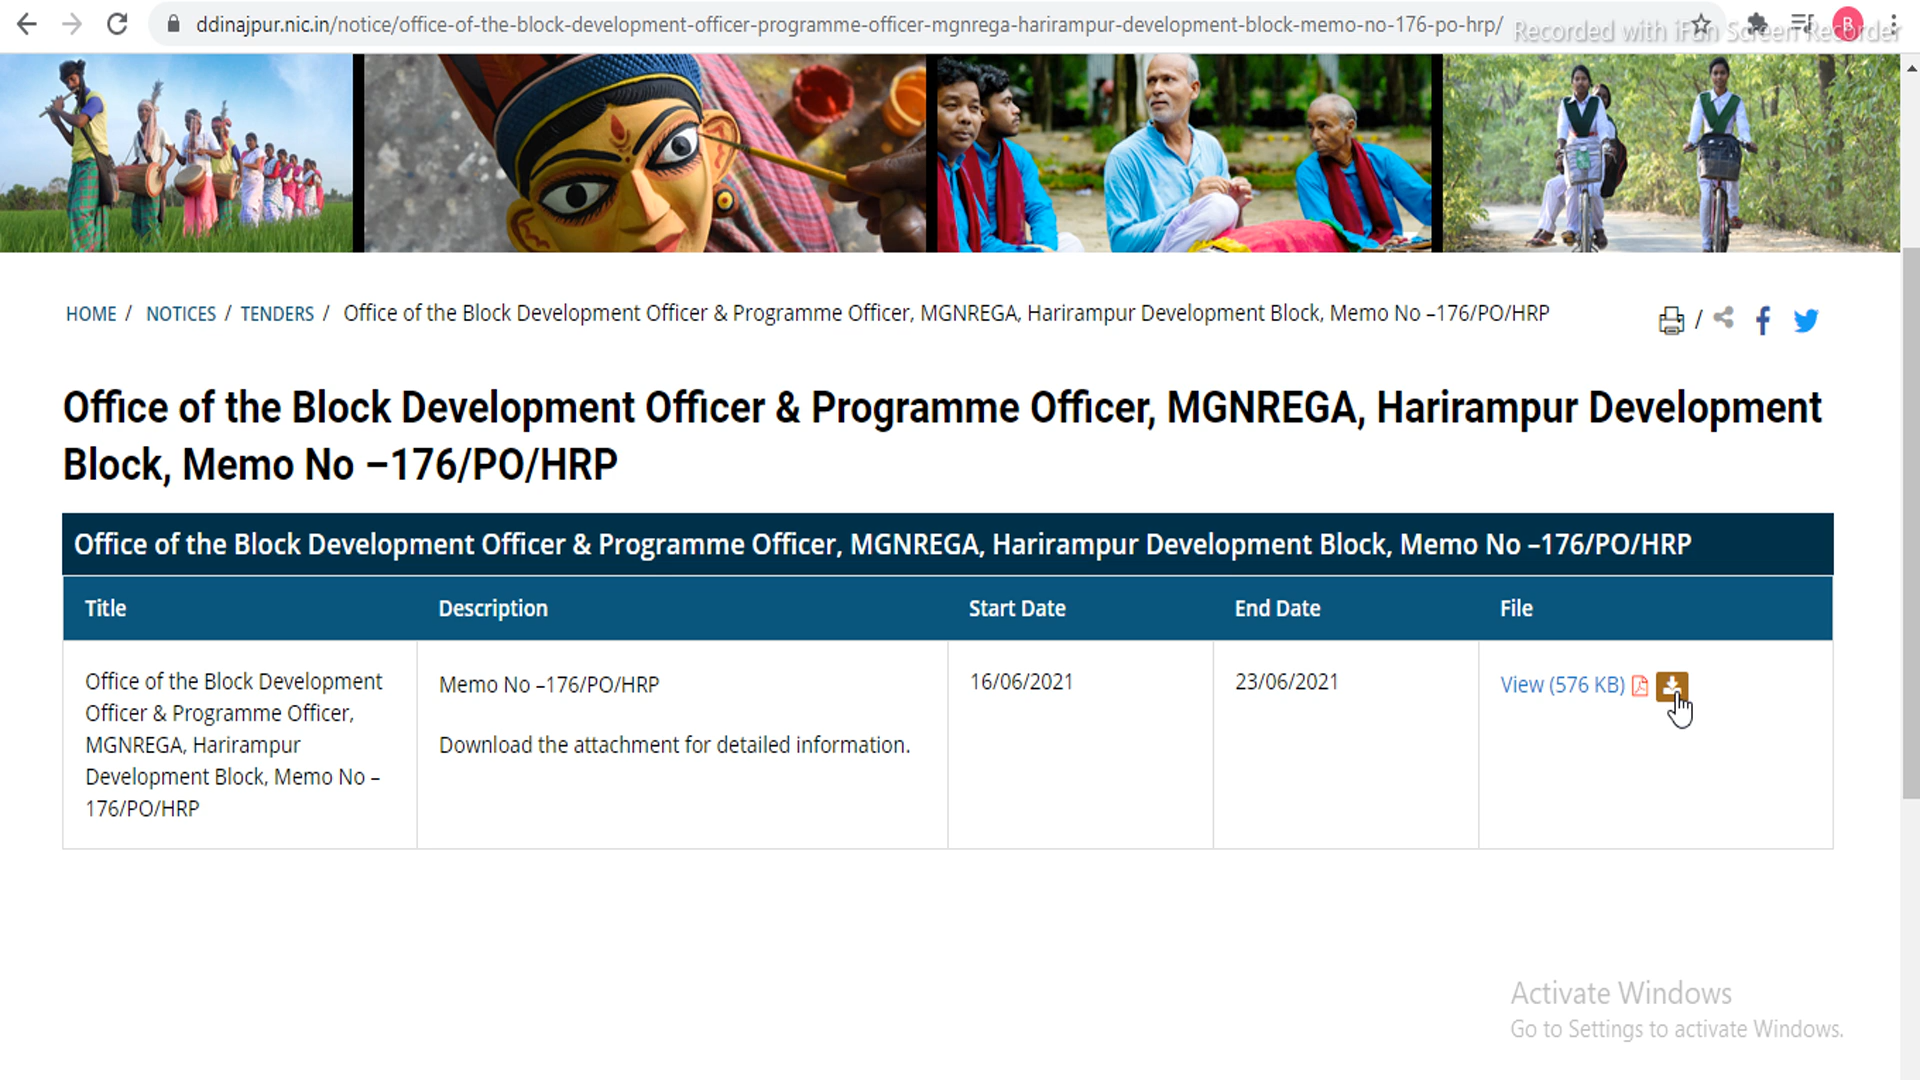 ddinajpur.nic.in/notice/office-of-the-block-development-officer-programme-officer-mgnrega-harirampur-development-block-memo-no-176-po-hrp/
Recorded with iFun Screen Recorder
B
HOME / NOTICES / TENDERS / Office of the Block Development Officer & Programme Officer, MGNREGA, Harirampur Development Block, Memo No –176/PO/HRP
/
Office of the Block Development Officer & Programme Officer, MGNREGA, Harirampur Development
Block, Memo No –176/PO/HRP
Office of the Block Development Officer & Programme Officer, MGNREGA, Harirampur Development Block, Memo No –176/PO/HRP
Title Description Start Date End Date File
Office of the Block Development
Officer & Programme Officer,
MGNREGA, Harirampur
Development Block, Memo No –
176/PO/HRP
Memo No –176/PO/HRP
Download the attachment for detailed information.
16/06/2021
23/06/2021
View (576 KB)
Activate Windows
Go to Settings to activate Windows.